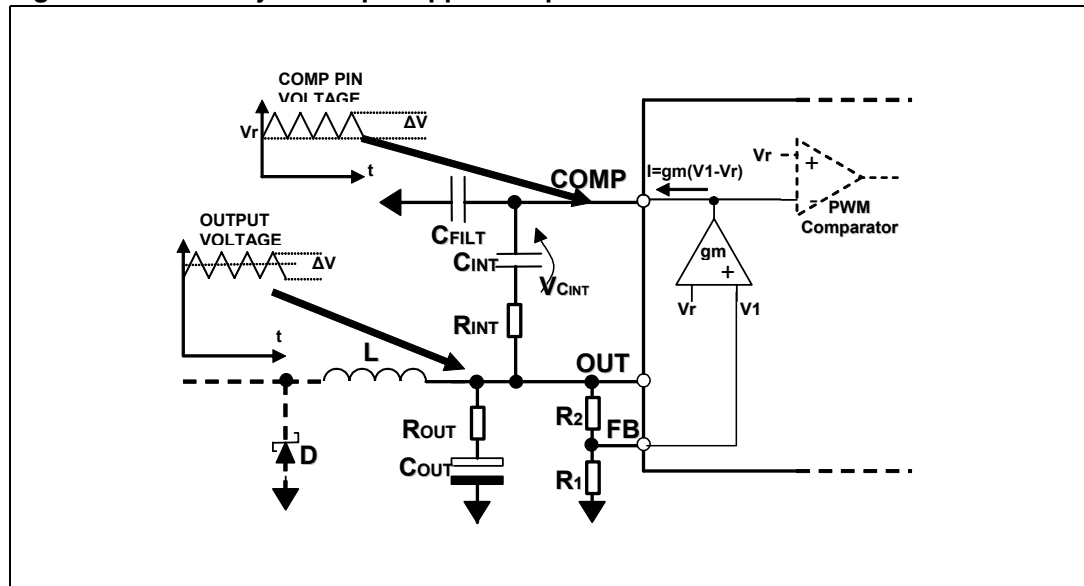 COMP PIN
VOLTAGE
Vr
ΔV
t
OUTPUT
VOLTAGE
ΔV
t
COMP
I=gm(V1-Vr)
Vr
+
-
PWM
Comparator
gm
+
Vr
V1
CFILT
CINT
VCINT
RINT
L
OUT
D
ROUT
COUT
R2
FB
R1